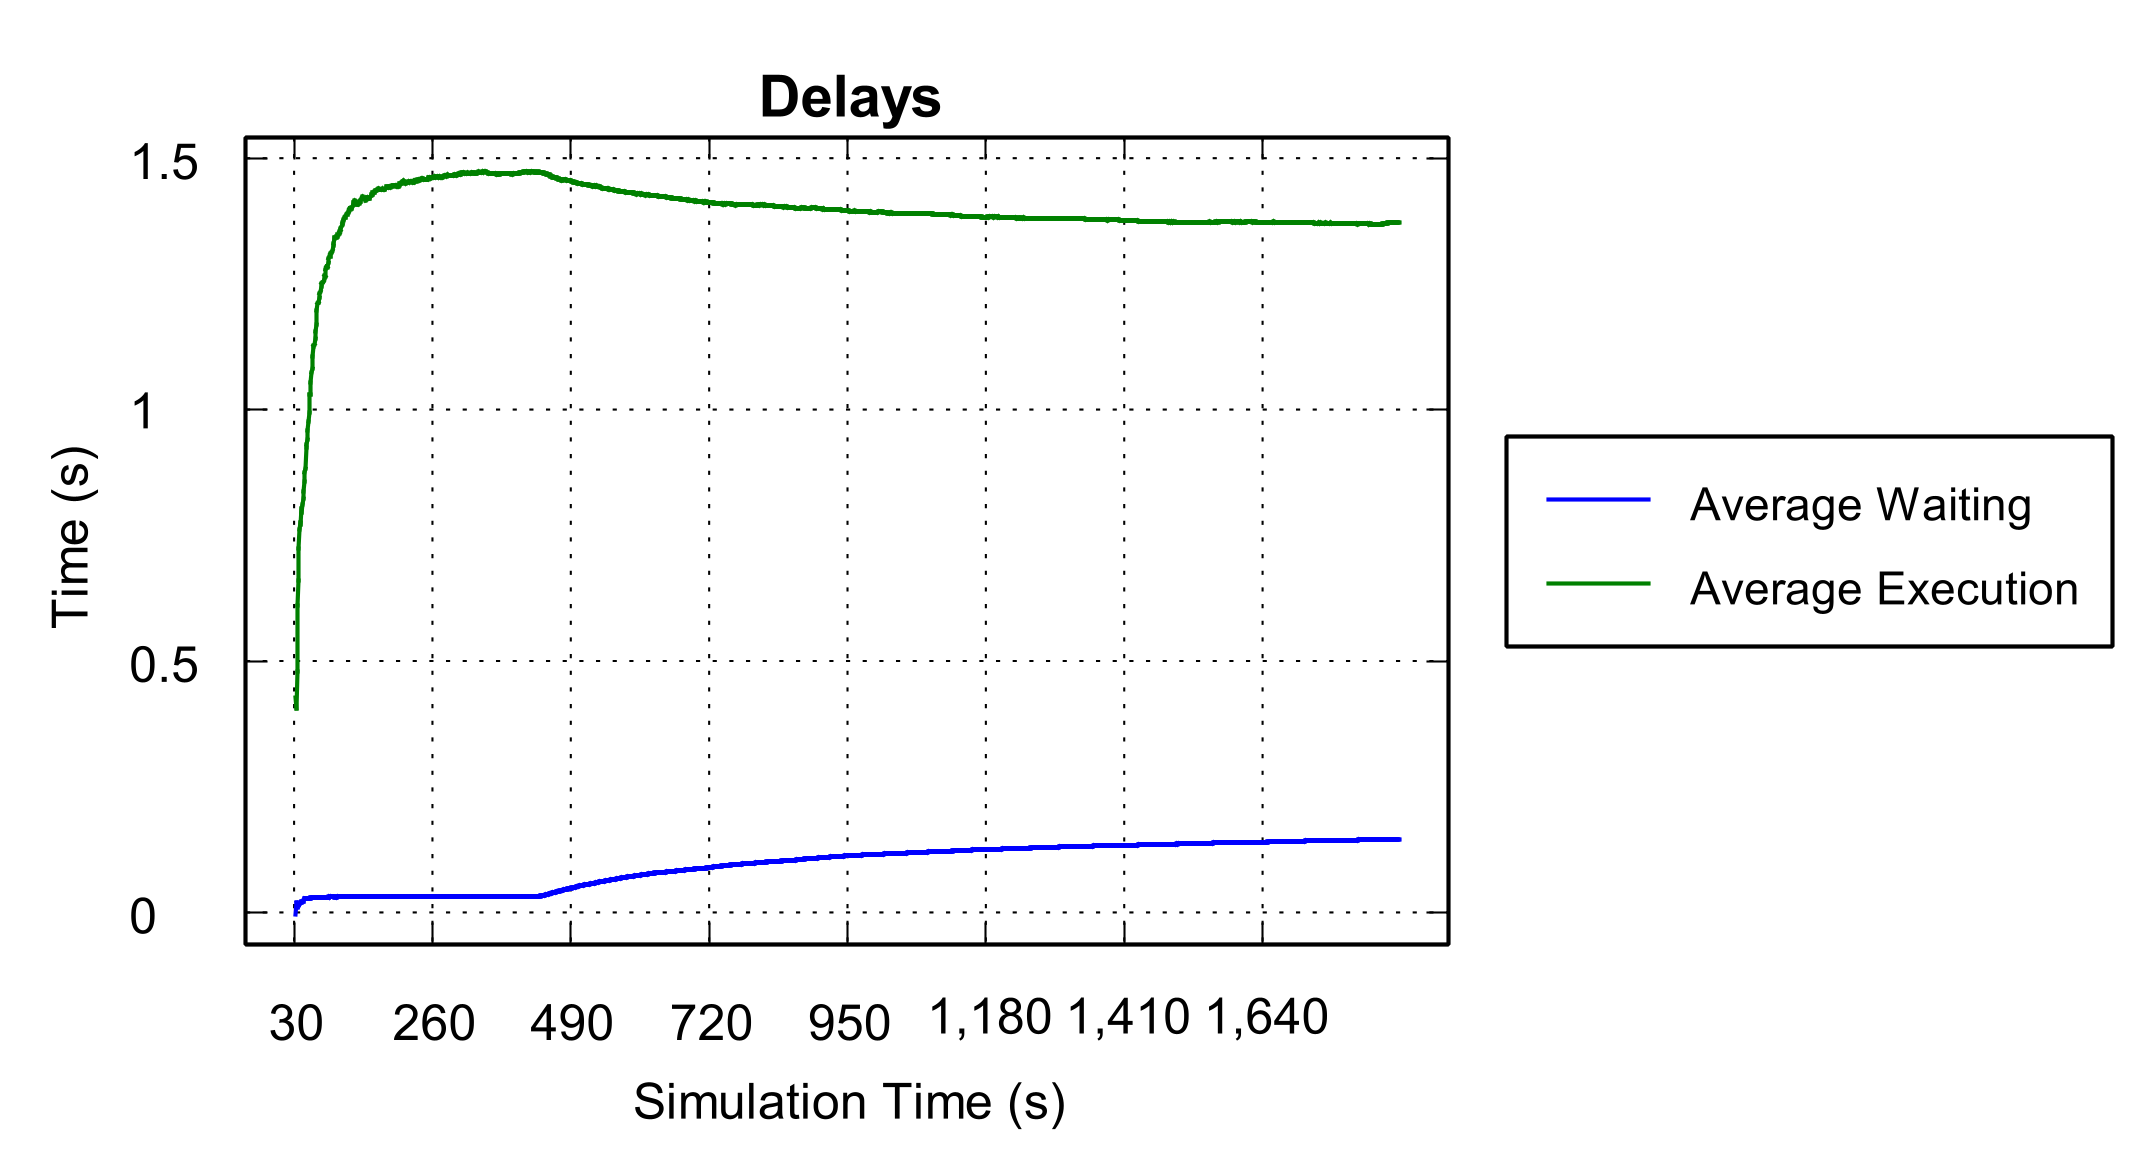 Delays
1.5
1
0.5
0
Time (s)
30 260 490 720 950 1,180 1,410 1,640
Simulation Time (s)
Average Waiting
Average Execution